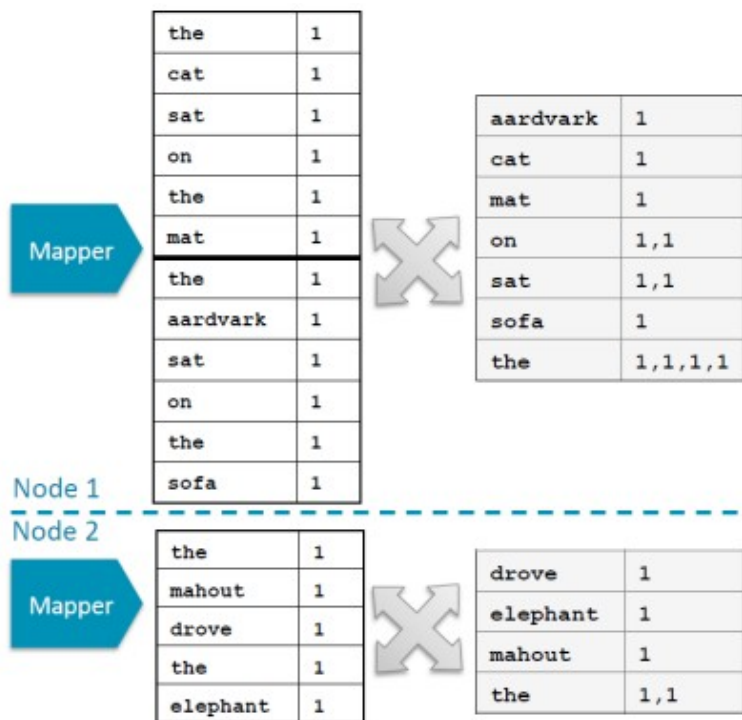 the 1
cat 1
sat 1
on 1
the 1
mat 1
the 1
aardvark 1
sat 1
on 1
the 1
sofa 1
Mapper
aardvark 1
cat 1
mat 1
on 1,1
sat 1,1
sofa 1
the 1,1,1,1
Node 1
Node 2
Mapper
the 1
mahout 1
drove 1
the 1
elephant 1
drove 1
elephant 1
mahout 1
the 1,1